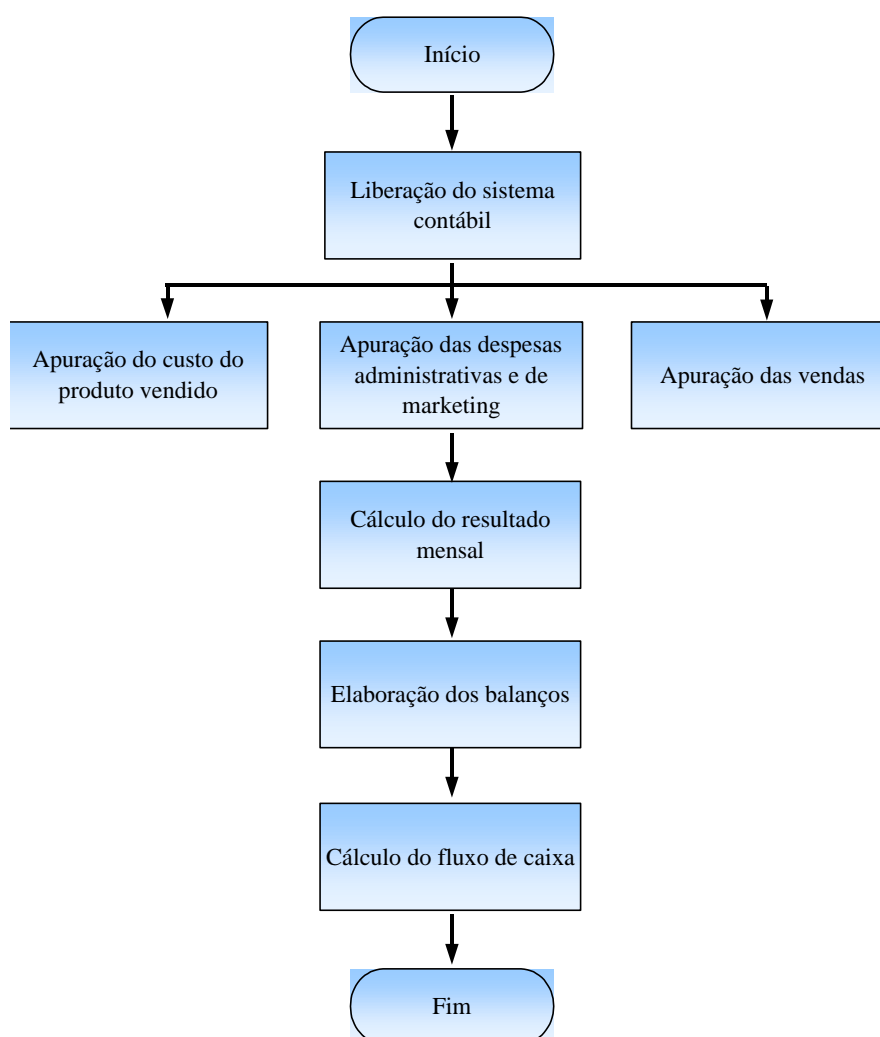 Início
Liberação do sistema
contábil
Apuração do custo do
produto vendido
Apuração das despesas
administrativas e de
marketing
Apuração das vendas
Cálculo do resultado
mensal
Elaboração dos balanços
Cálculo do fluxo de caixa
Fim